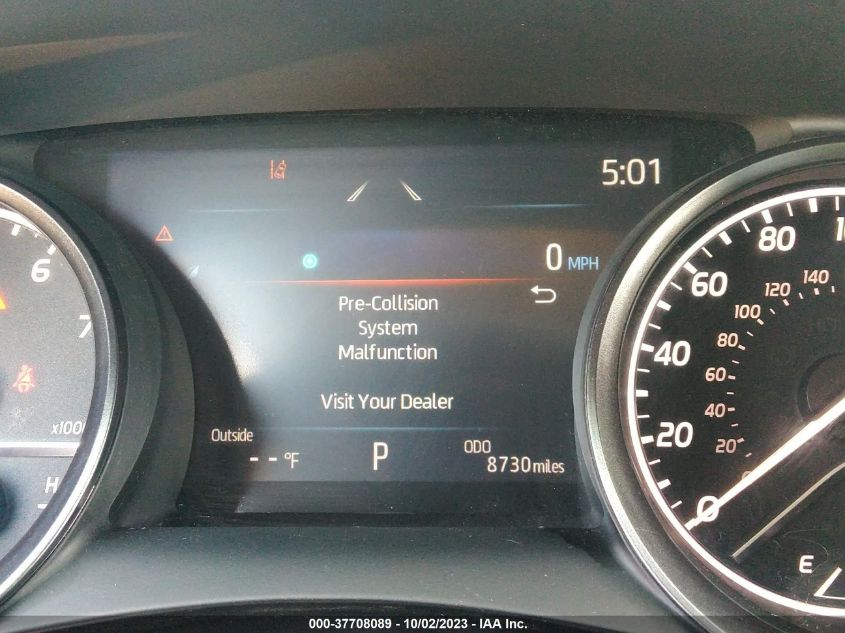 5:01
0 MPH
Pre-Collision
System
Malfunction
Visit Your Dealer
Outside
- - °F
P
ODO
8730 miles
6
7
x100
H
80
60
40
20
0
140
120
100
80
60
40
20
E
000-37708089 - 10/02/2023 - IAA Inc.